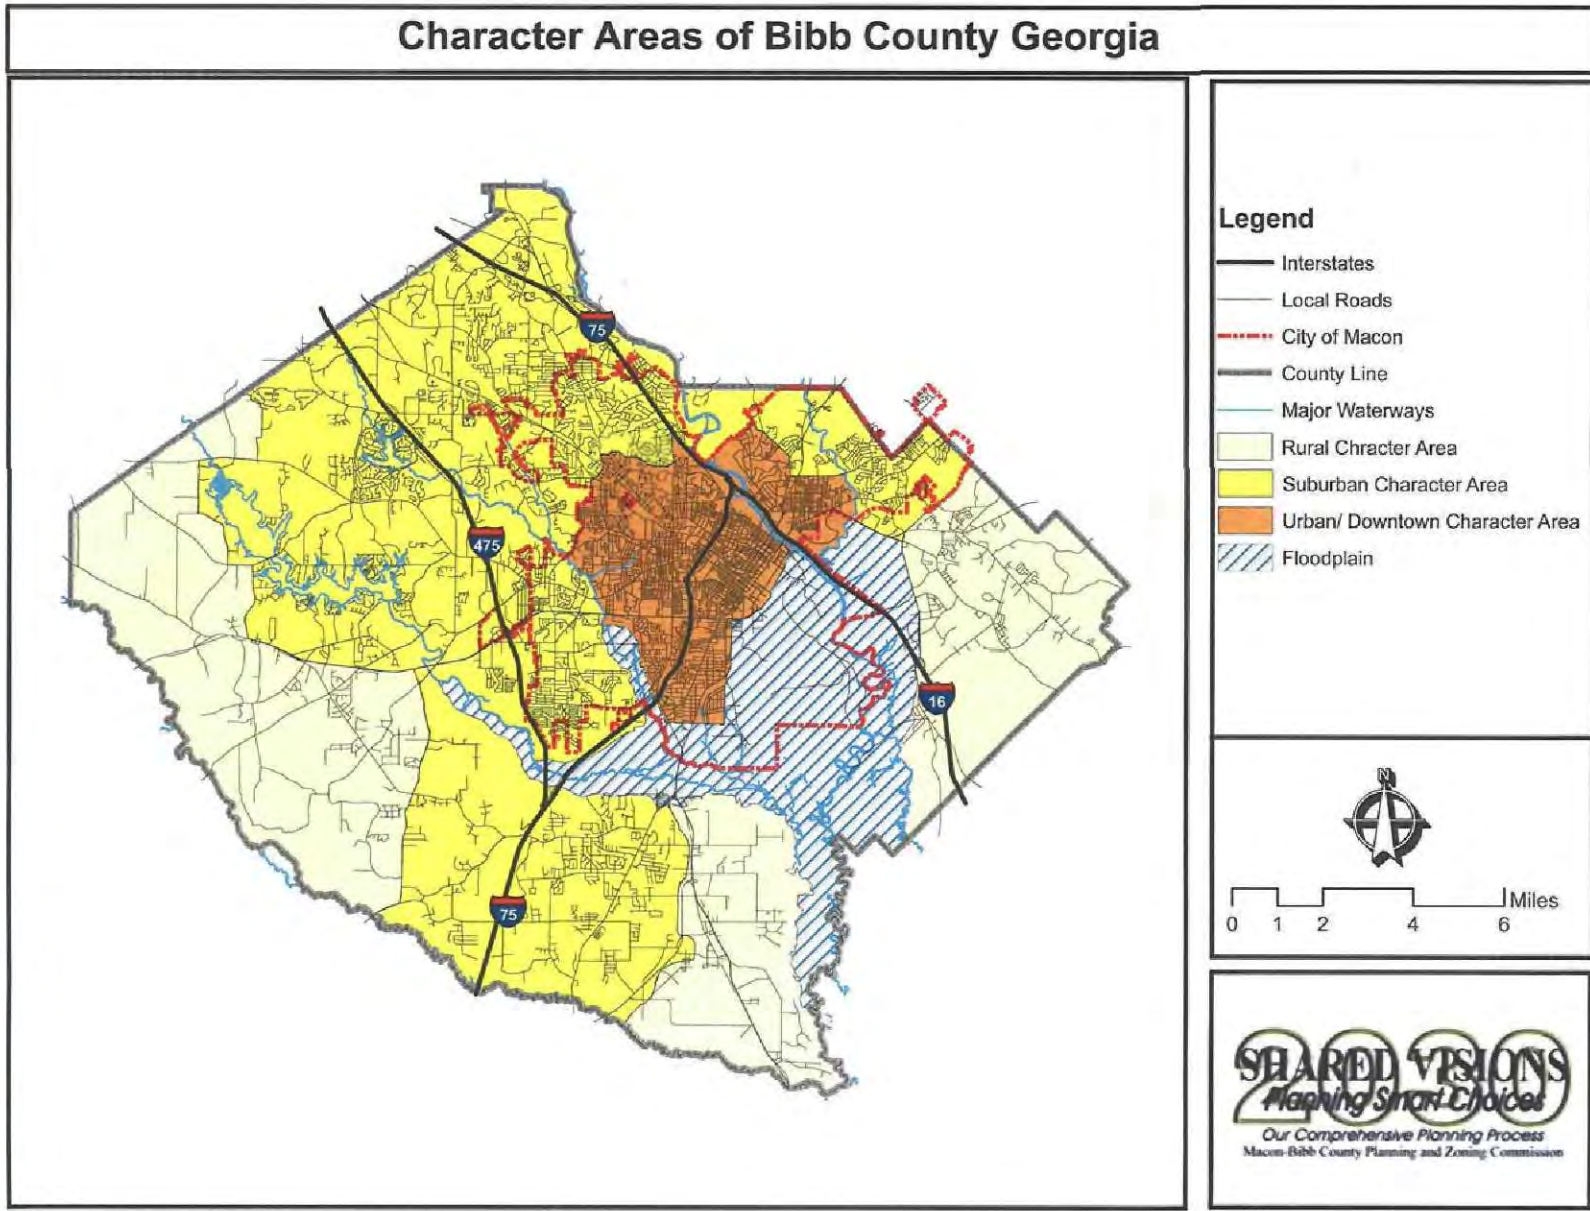 Character Areas of Bibb County Georgia
75
475
16
75
Legend
Interstates
Local Roads
City of Macon
County Line
Major Waterways
Rural Chracter Area
Suburban Character Area
Urban/ Downtown Character Area
Floodplain
N
Miles
0 1 2 4 6
2030
SHARED VISIONS
Planning Smart Choices
Our Comprehensive Planning Process
Macon-Bibb County Planning and Zoning Commission